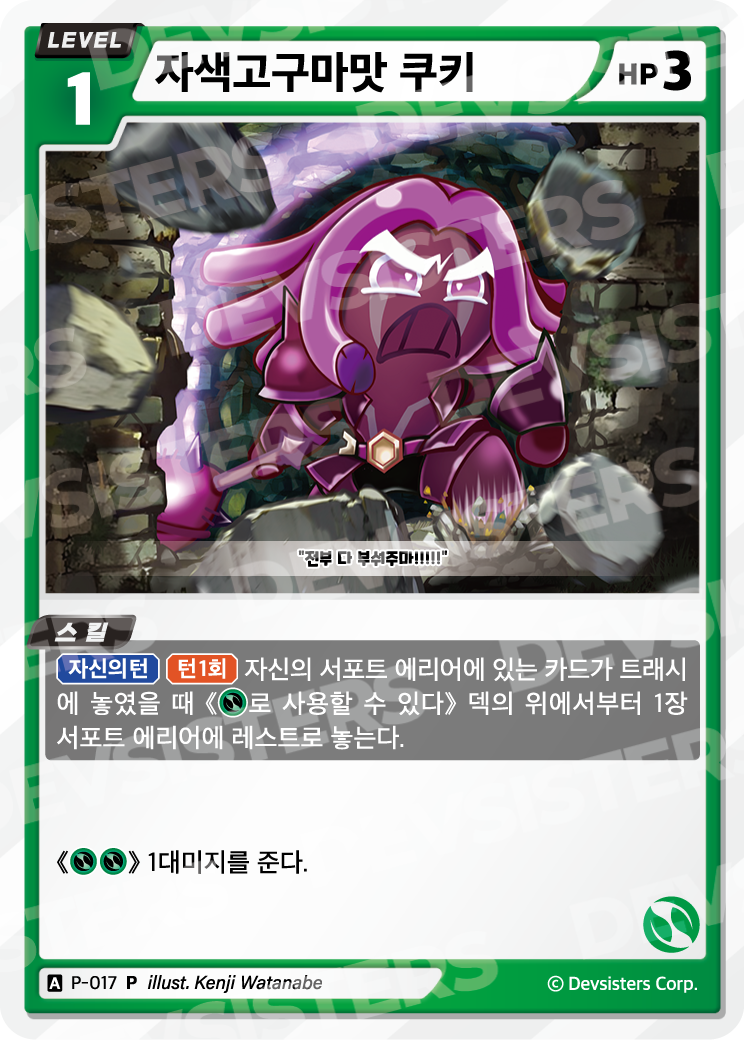 LEVEL
1
자색고구마맛 쿠키
HP 3
"전부 다 부숴주마!!!!!"
스킬
자신의턴 턴1회 자신의 서포트 에리어에 있는 카드가 트래시
에 놓였을 때 《로 사용할 수 있다》 덱의 위에서부터 1장
서포트 에리어에 레스트로 놓는다.
《》 1대미지를 준다.
A P-017 P illust. Kenji Watanabe
© Devsisters Corp.
DEVSISTERS